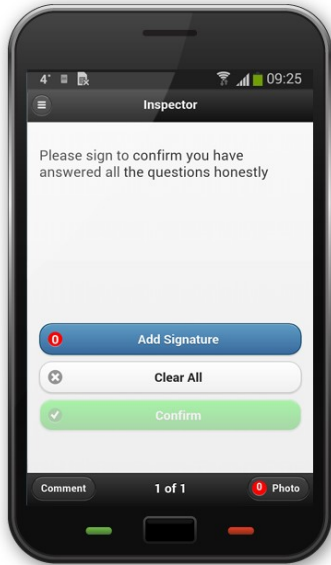 4° 09:25
Inspector
Please sign to confirm you have
answered all the questions honestly
0 Add Signature
Clear All
Confirm
Comment 1 of 1 0 Photo